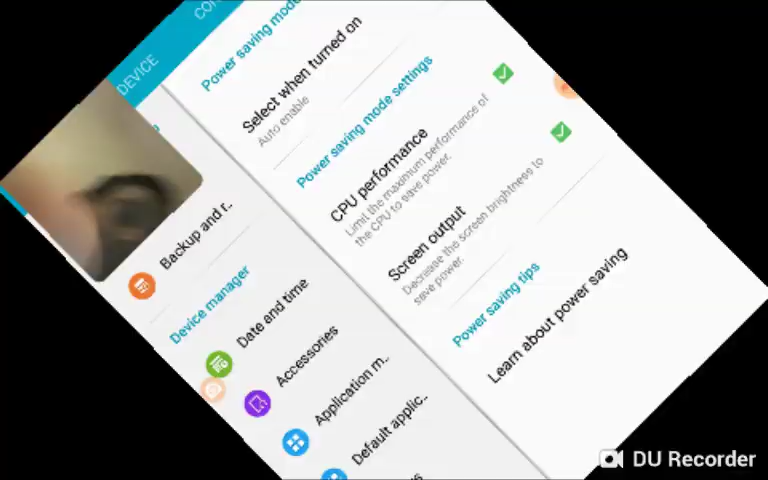 DEVICE
Backup and r..
Device manager
Date and time
Accessories
Application m..
Default applic..
Power saving mode
Select when turned on
Auto enable
Power saving mode settings
CPU performance
Limit the maximum performance of
the CPU to save power.
Screen output
Decrease the screen brightness to
save power.
Power saving tips
Learn about power saving
DU Recorder